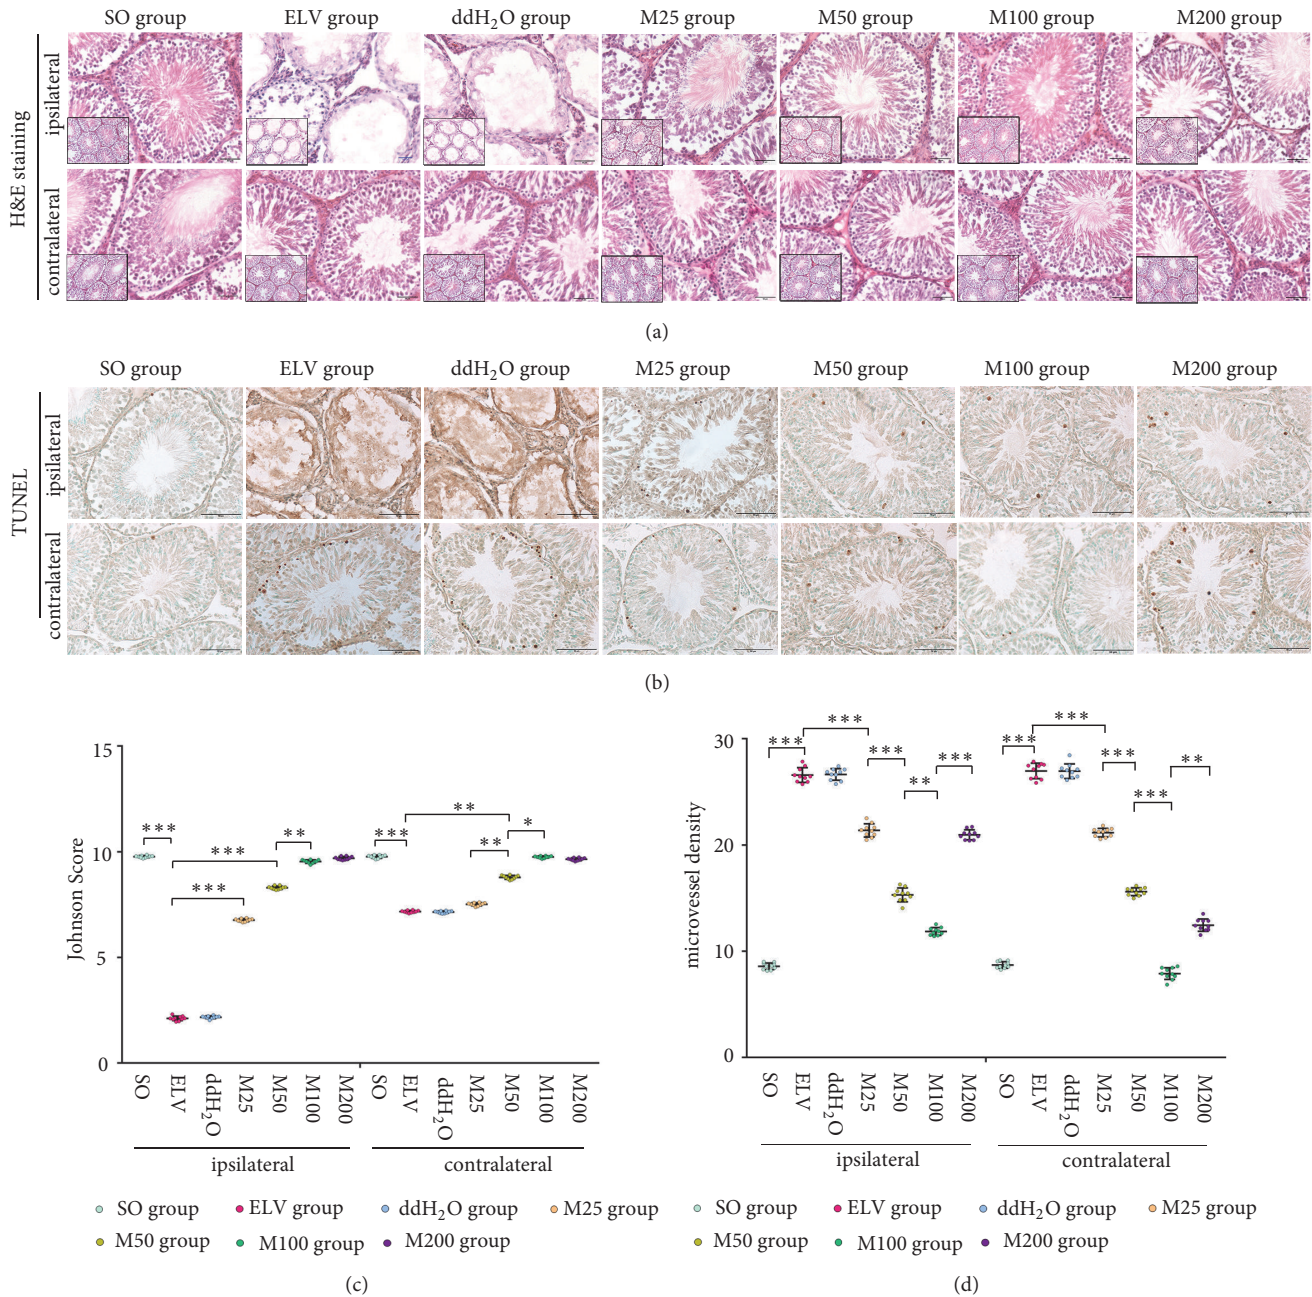 SO group ELV group ddH₂O group M25 group M50 group M100 group M200 group
H&E staining
ipsilateral
contralateral
(a)
SO group ELV group ddH₂O group M25 group M50 group M100 group M200 group
TUNEL
ipsilateral
contralateral
(b)
Johnson Score
15
10
5
0
*** *** *** ** *** ** ** *
SO ELV ddH₂O M25 M50 M100 M200 SO ELV ddH₂O M25 M50 M100 M200
ipsilateral contralateral
SO group ELV group ddH₂O group M25 group
M50 group M100 group M200 group
(c)
microvessel density
30
20
10
0
*** *** *** ** *** *** *** *** *** **
SO ELV ddH₂O M25 M50 M100 M200 SO ELV ddH₂O M25 M50 M100 M200
ipsilateral contralateral
SO group ELV group ddH₂O group M25 group
M50 group M100 group M200 group
(d)